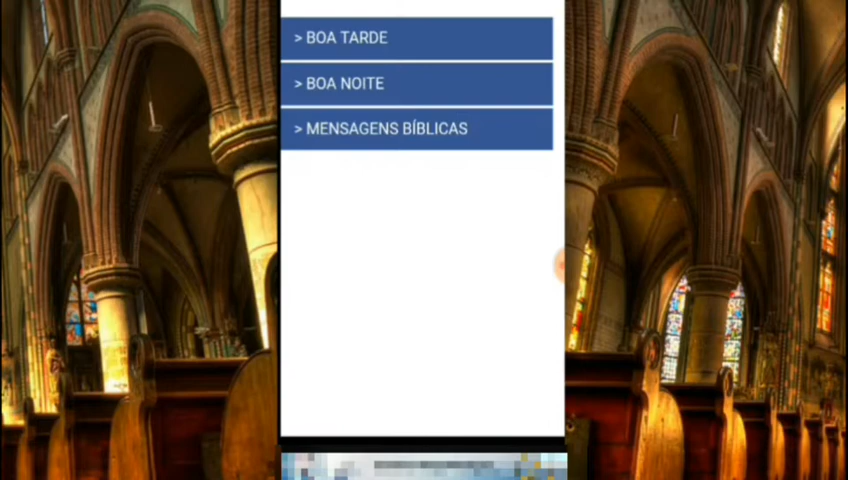 > BOA TARDE
> BOA NOITE
> MENSAGENS BÍBLICAS